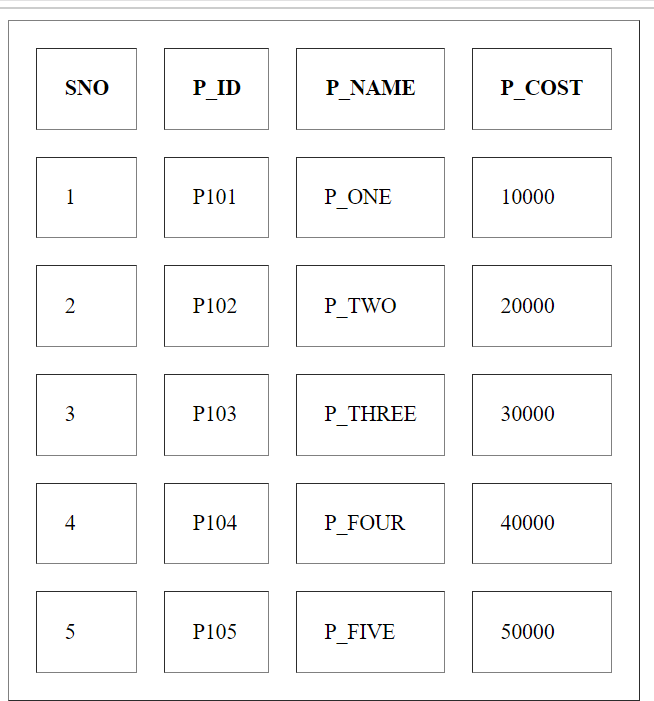 SNO P_ID P_NAME P_COST
1 P101 P_ONE 10000
2 P102 P_TWO 20000
3 P103 P_THREE 30000
4 P104 P_FOUR 40000
5 P105 P_FIVE 50000